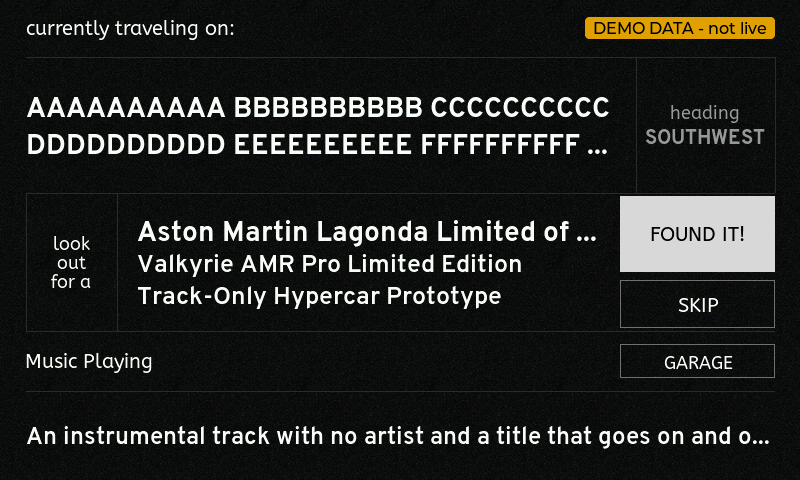 currently traveling on:
DEMO DATA - not live
AAAAAAAAAA BBBBBBBBBB CCCCCCCCCC
DDDDDDDDDD EEEEEEEEEE FFFFFFFFFF ...
heading
SOUTHWEST
look
out
for a
Aston Martin Lagonda Limited of ...
Valkyrie AMR Pro Limited Edition
Track-Only Hypercar Prototype
FOUND IT!
SKIP
Music Playing
GARAGE
An instrumental track with no artist and a title that goes on and o...